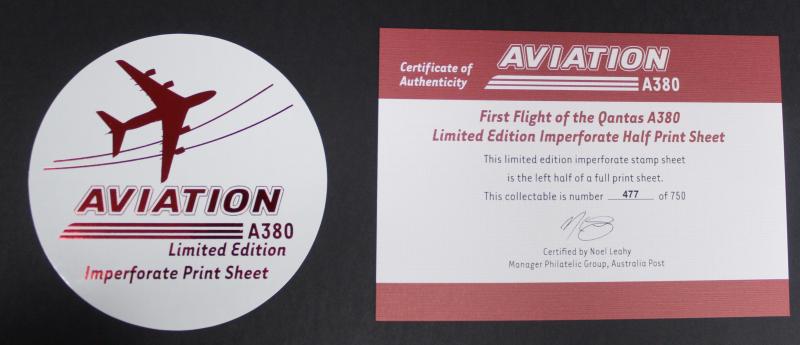 AVIATION
A380
Limited Edition
Imperforate Print Sheet
Certificate of
Authenticity
AVIATION
A380
First Flight of the Qantas A380
Limited Edition Imperforate Half Print Sheet
This limited edition imperforate stamp sheet
is the left half of a full print sheet.
This collectable is number 477 of 750
Certified by Noel Leahy
Manager Philatelic Group, Australia Post